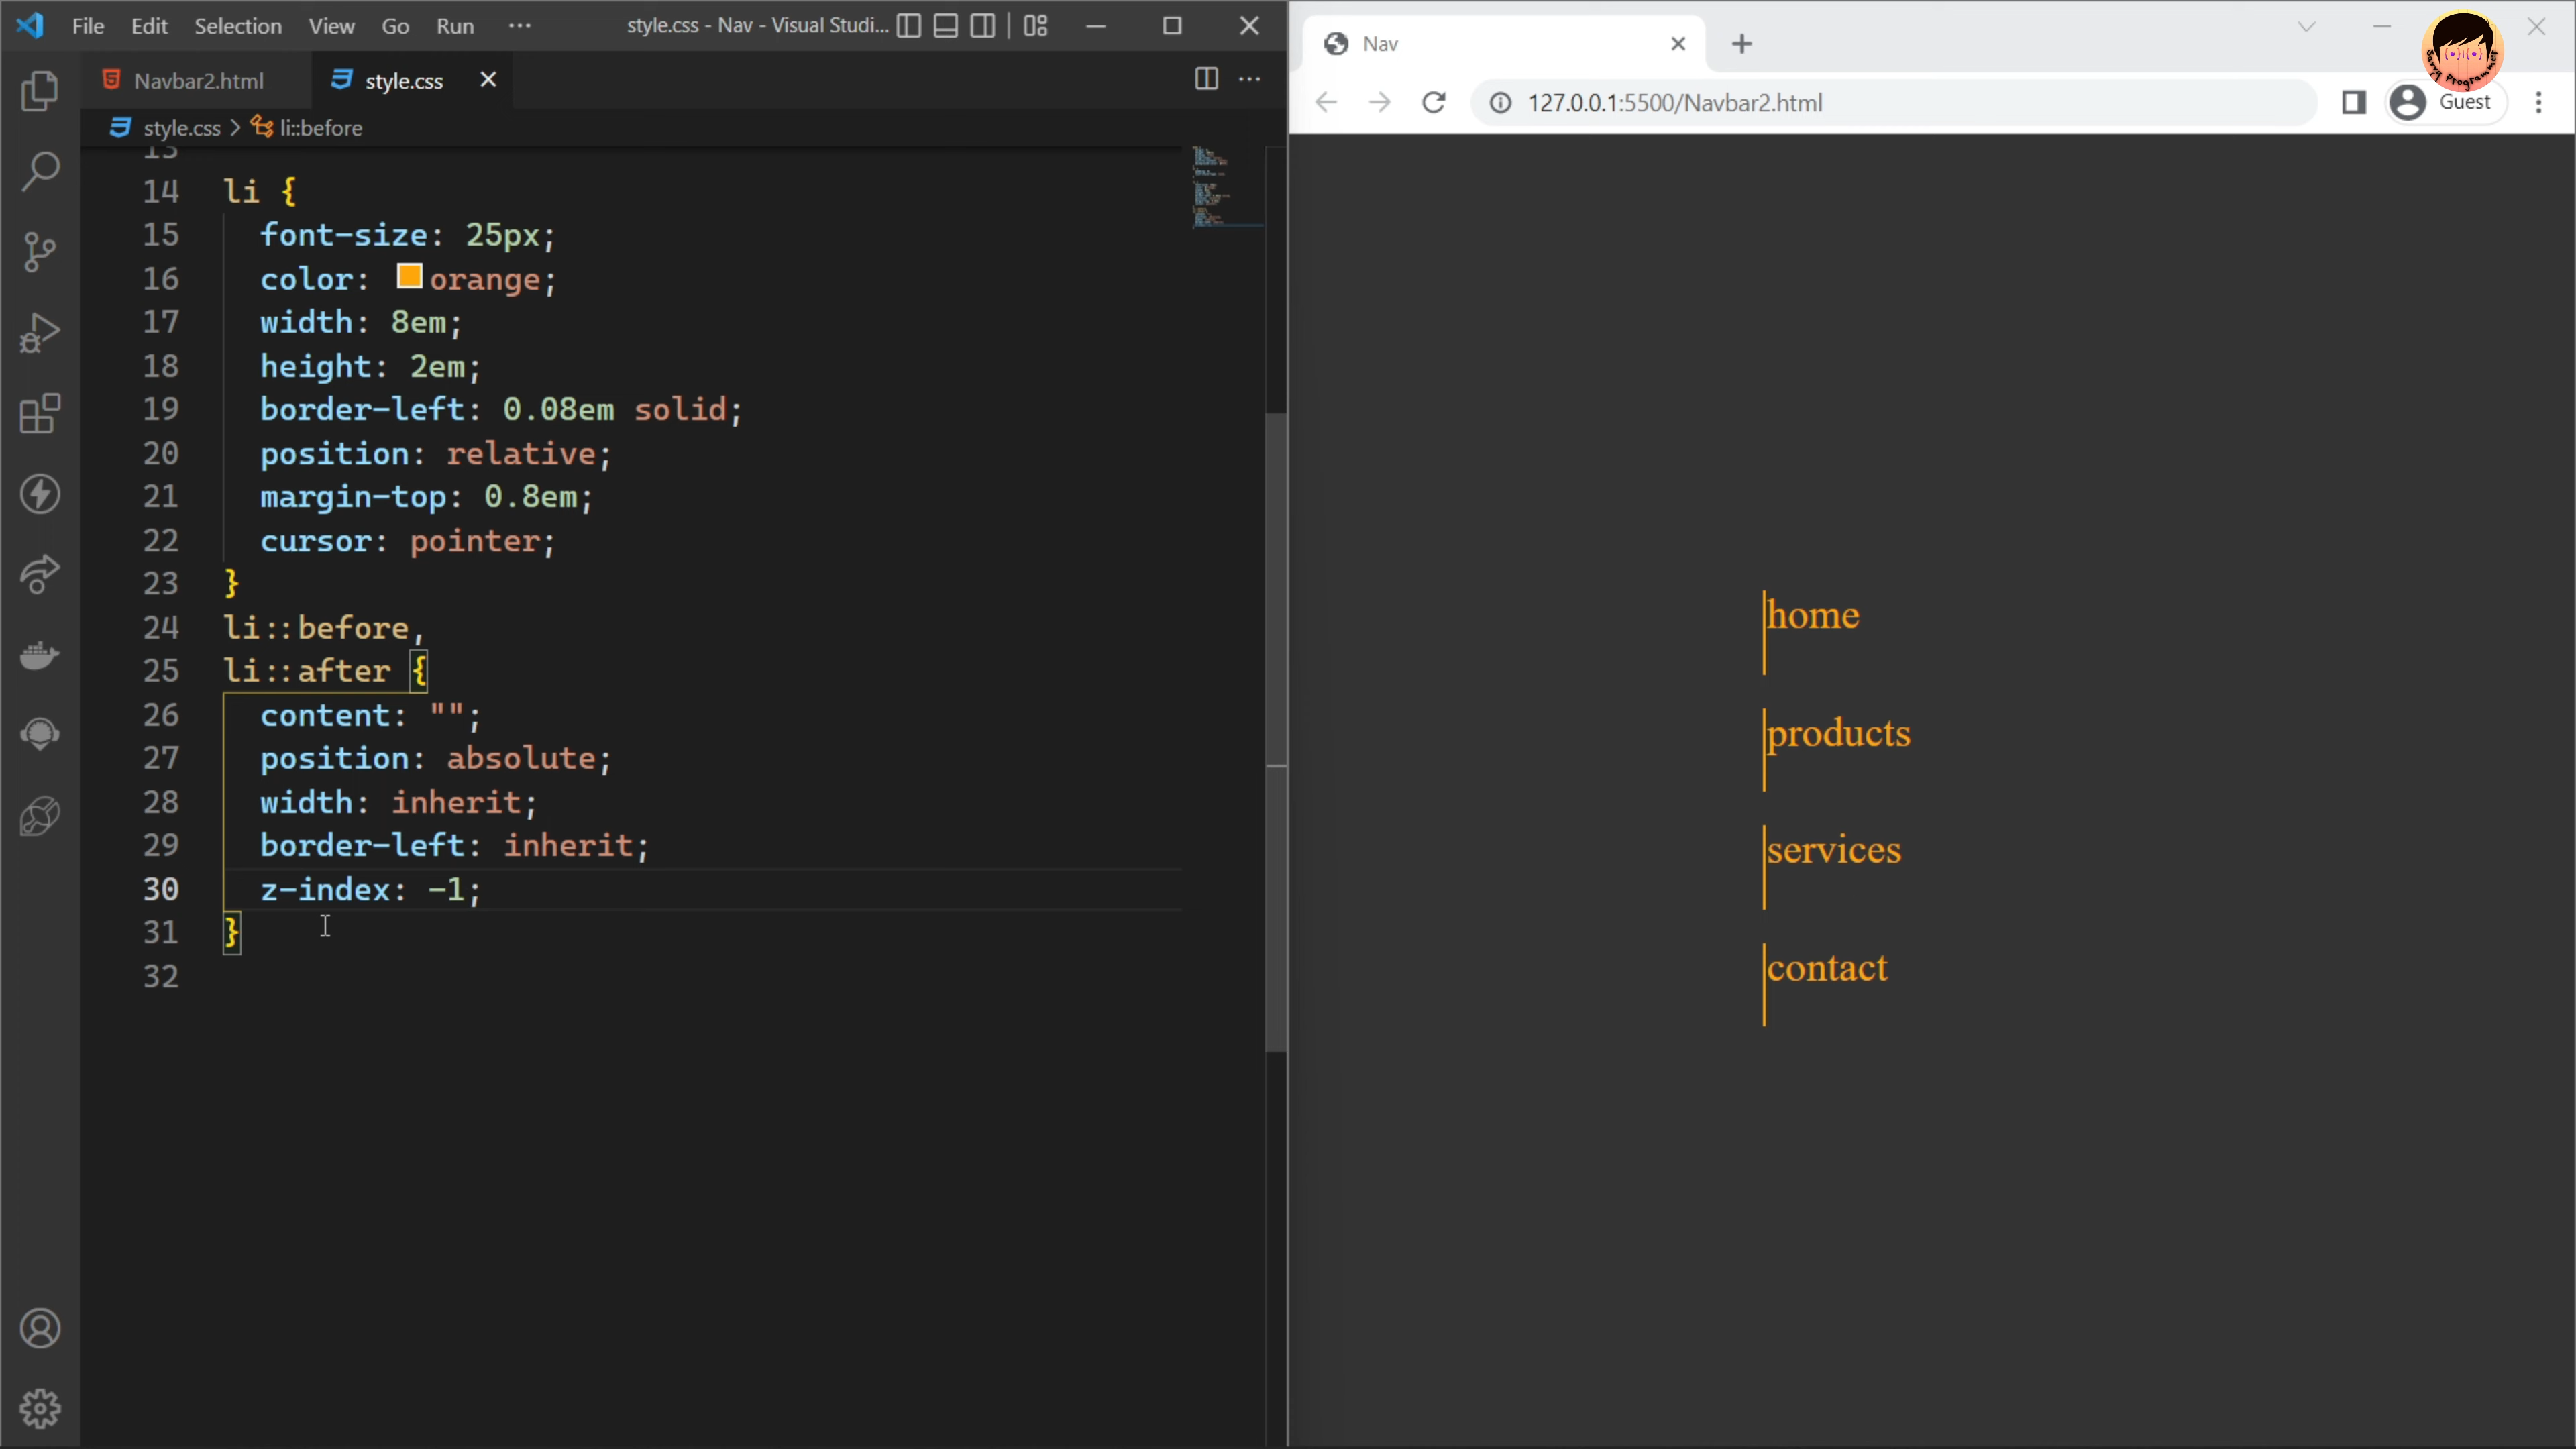 File Edit Selection View Go Run ··· style.css - Nav - Visual Studi...
Navbar2.html style.css
style.css > li::before
13
14 li {
15 font-size: 25px;
16 color: orange;
17 width: 8em;
18 height: 2em;
19 border-left: 0.08em solid;
20 position: relative;
21 margin-top: 0.8em;
22 cursor: pointer;
23 }
24 li::before,
25 li::after {
26 content: "";
27 position: absolute;
28 width: inherit;
29 border-left: inherit;
30 z-index: -1;
31 }
32
Nav
127.0.0.1:5500/Navbar2.html
Guest
Savvy Programmer
home
products
services
contact